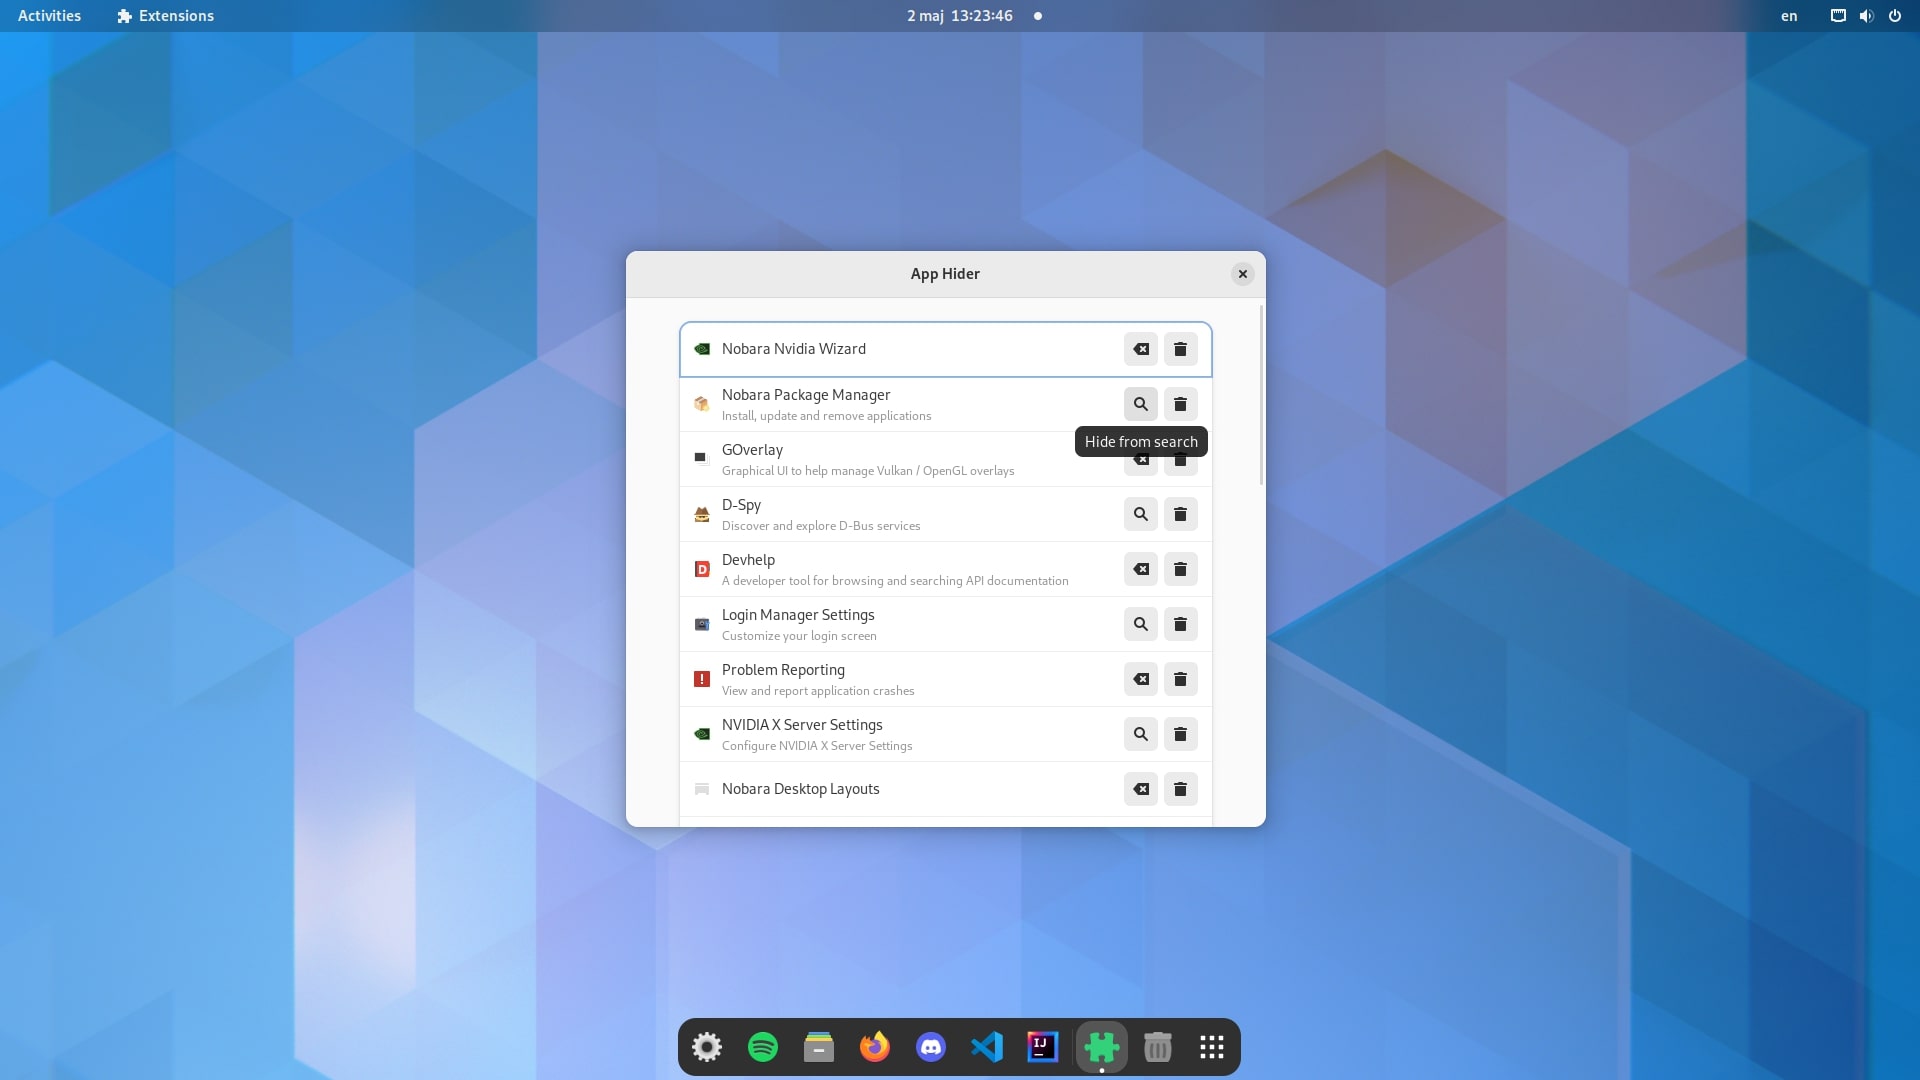 Activities
Extensions
2 maj 13:23:46
en
App Hider
Nobara Nvidia Wizard
Nobara Package Manager
Install, update and remove applications
Hide from search
GOverlay
Graphical UI to help manage Vulkan / OpenGL overlays
D-Spy
Discover and explore D-Bus services
D
Devhelp
A developer tool for browsing and searching API documentation
Login Manager Settings
Customize your login screen
!
Problem Reporting
View and report application crashes
NVIDIA X Server Settings
Configure NVIDIA X Server Settings
Nobara Desktop Layouts
IJ